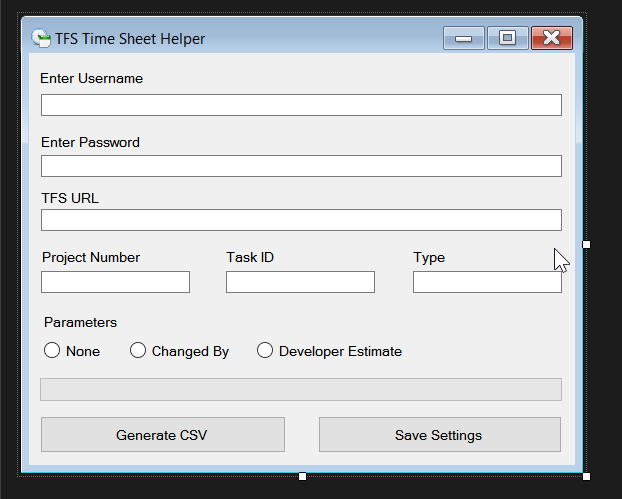 TFS Time Sheet Helper
Enter Username
Enter Password
TFS URL
Project Number Task ID Type
Parameters
None Changed By Developer Estimate
Generate CSV Save Settings